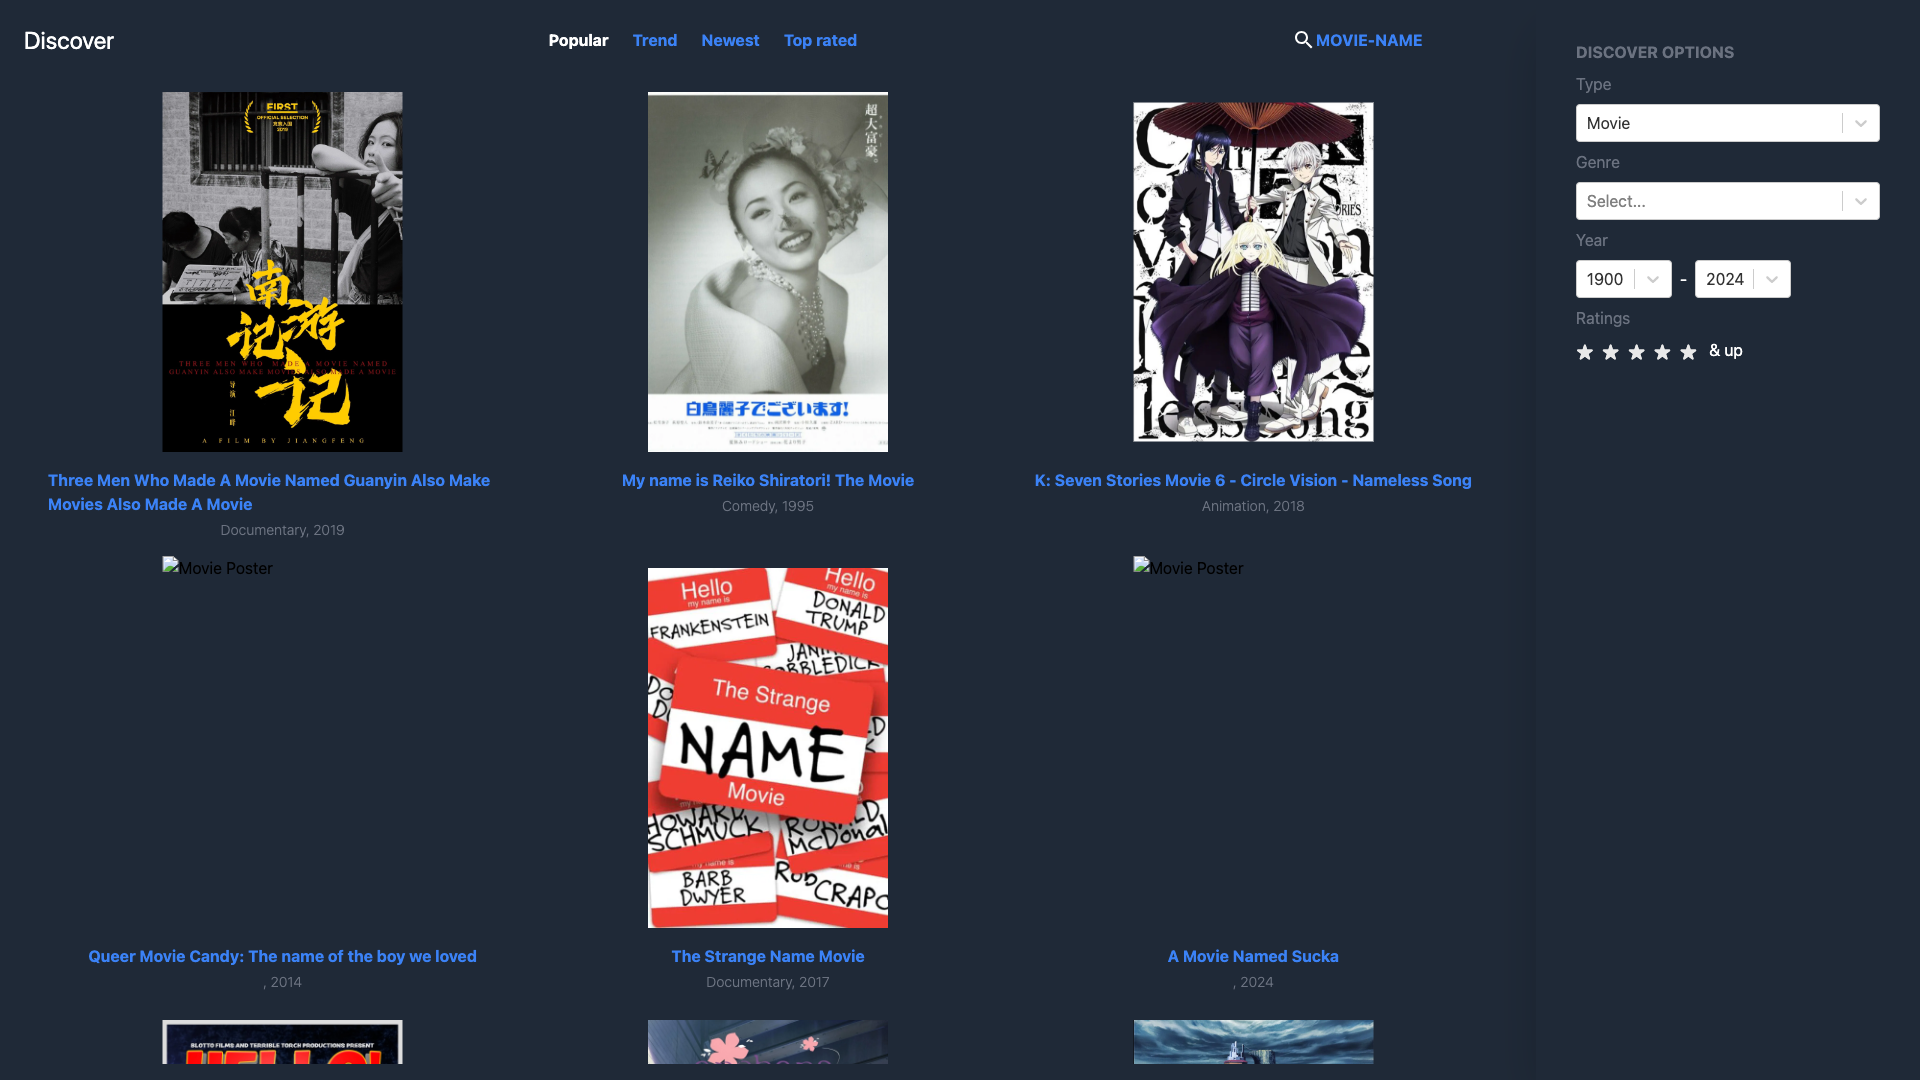 Discover
Popular
Trend
Newest
Top rated
MOVIE-NAME
DISCOVER OPTIONS
Type
Movie
Genre
Select...
Year
1900
-
2024
Ratings
& up
FIRST
OFFICIAL SELECTION
2018
南游
记一记
THREE MEN WHO MADE A MOVIE NAMED
GUANYIN ALSO MAKE MOVIES ALSO MADE A MOVIE
A FILM BY JIANGFENG
Three Men Who Made A Movie Named Guanyin Also Make
Movies Also Made A Movie
Documentary, 2019
超大富豪。
白鳥麗子でございます!
My name is Reiko Shiratori! The Movie
Comedy, 1995
K: Seven Stories Movie 6 - Circle Vision - Nameless Song
Animation, 2018
Movie Poster
Queer Movie Candy: The name of the boy we loved
, 2014
Hello
my name is
FRANKENSTEIN
Hello
my name is
DONALD
TRUMP
The Strange
NAME
Movie
HOWARD
SCHMUCK
RONALD
McDonal
BARB
DWYER
ROB CRAPO
The Strange Name Movie
Documentary, 2017
Movie Poster
A Movie Named Sucka
, 2024
BLOTTO FILMS AND TERRIBLE TORCH PRODUCTIONS PRESENT
HELLO!